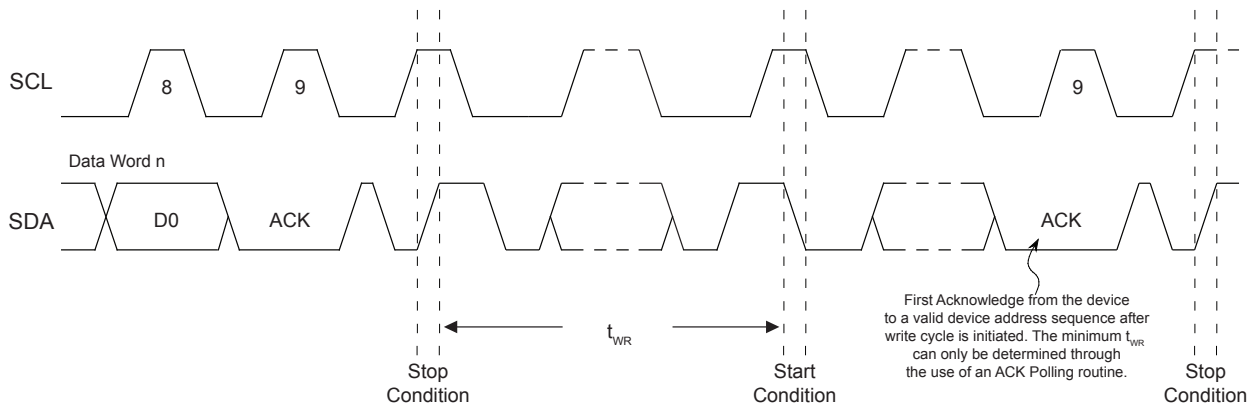 SCL
8
9
9
Data Word n
SDA
D0
ACK
ACK
First Acknowledge from the device
to a valid device address sequence after
write cycle is initiated. The minimum tWR
can only be determined through
the use of an ACK Polling routine.
tWR
Stop
Condition
Start
Condition
Stop
Condition